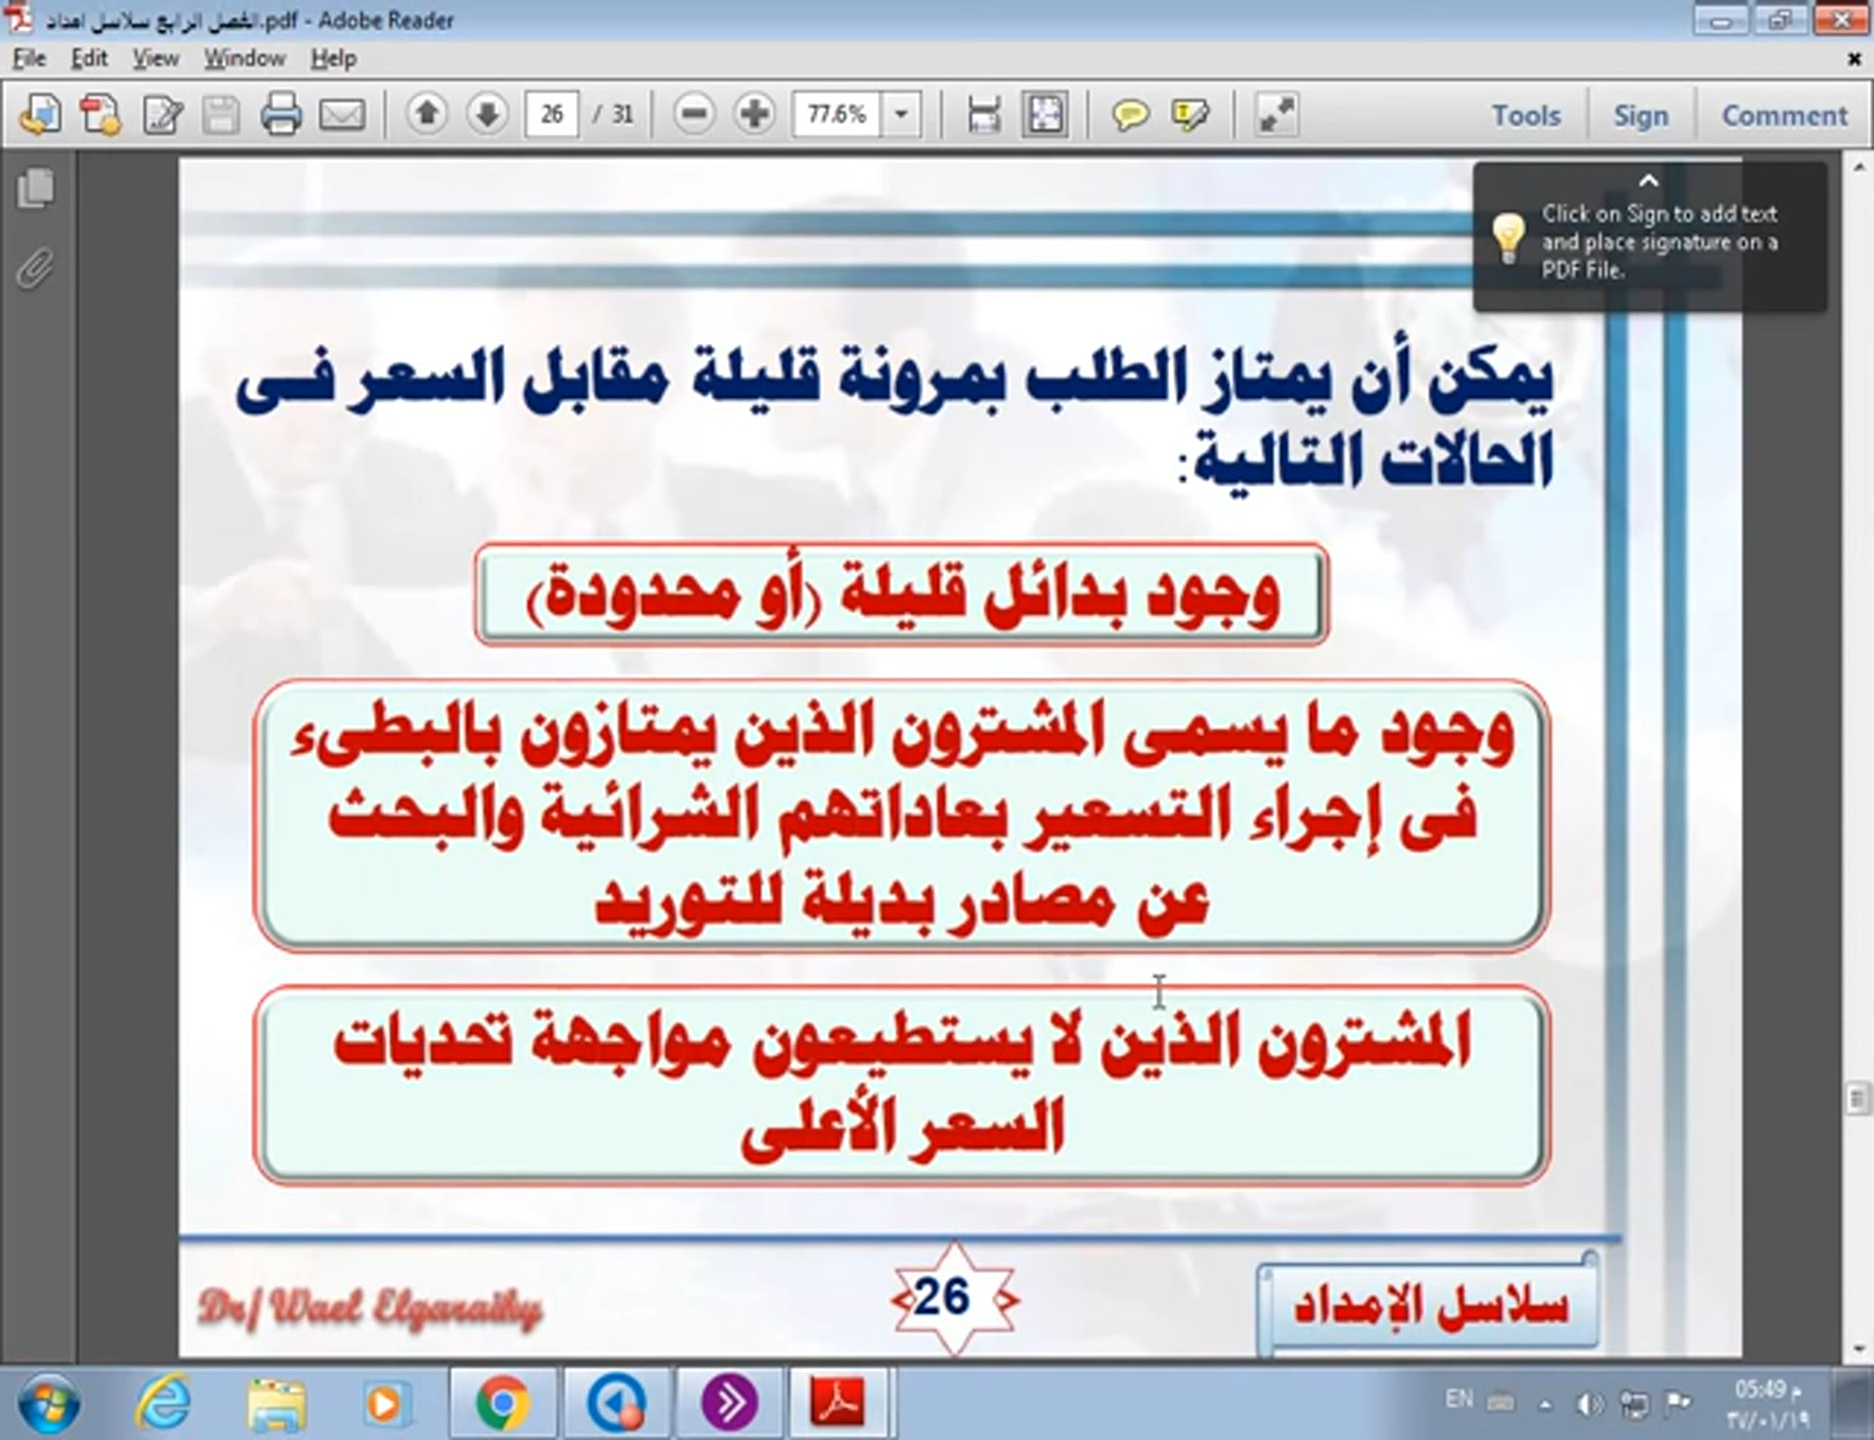 الفصل الرابع سلاسل امداد.pdf - Adobe Reader
File Edit View Window Help
26 / 31 77.6% Tools Sign Comment
Click on Sign to add text
and place signature on a
PDF File.
يمكن أن يمتاز الطلب بمرونة قليلة مقابل السعر فى
الحالات التالية:
وجود بدائل قليلة (أو محدودة)
وجود ما يسمى المشترون الذين يمتازون بالبطىء
فى إجراء التسعير بعاداتهم الشرائية والبحث
عن مصادر بديلة للتوريد
المشترون الذين لا يستطيعون مواجهة تحديات
السعر الأعلى
Dr/Wael Elgaraihy
26
سلاسل الإمداد
EN
05:49 م
٣٧/٠١/١٩